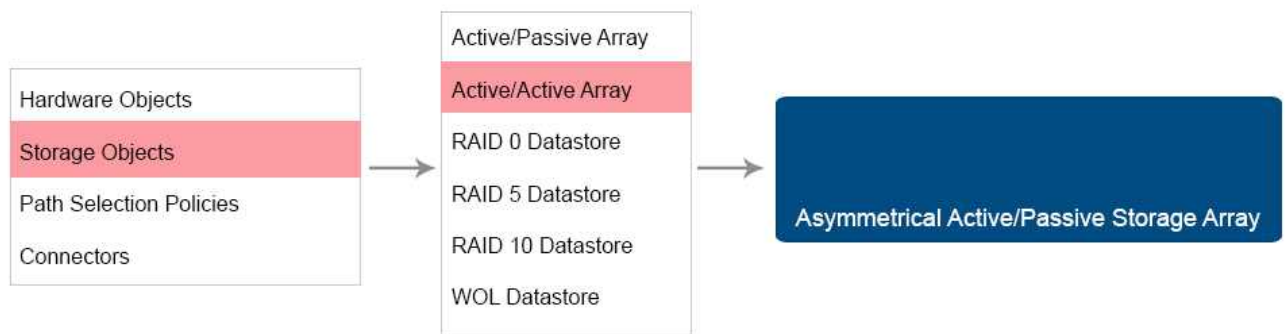 Hardware Objects
Storage Objects
Path Selection Policies
Connectors
Active/Passive Array
Active/Active Array
RAID 0 Datastore
RAID 5 Datastore
RAID 10 Datastore
WOL Datastore
Asymmetrical Active/Passive Storage Array